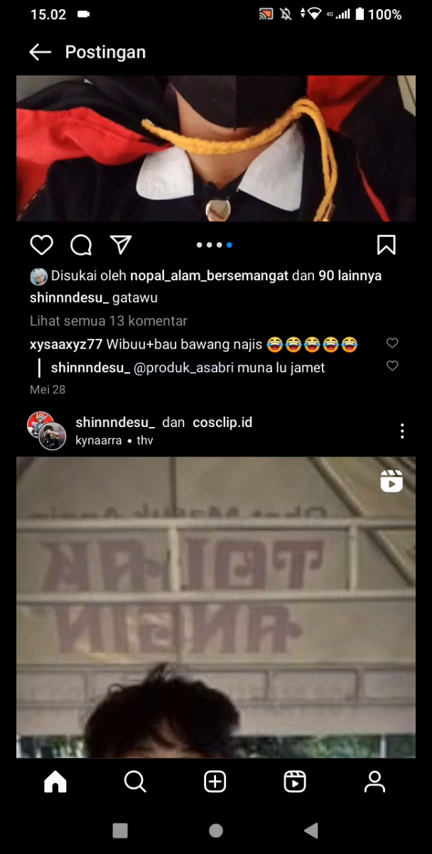 15.02
4G
100%
Postingan
Disukai oleh nopal_alam_bersemangat dan 90 lainnya
shinnndesu_ gatawu
Lihat semua 13 komentar
xysaaxyz77 Wibuu+bau bawang najis 😂😂😂😂😂
shinnndesu_ @produk_asabri muna lu jamet
Mei 28
shinnndesu_ dan cosclip.id
kynaarra • thv
TOLAK
ANGIN